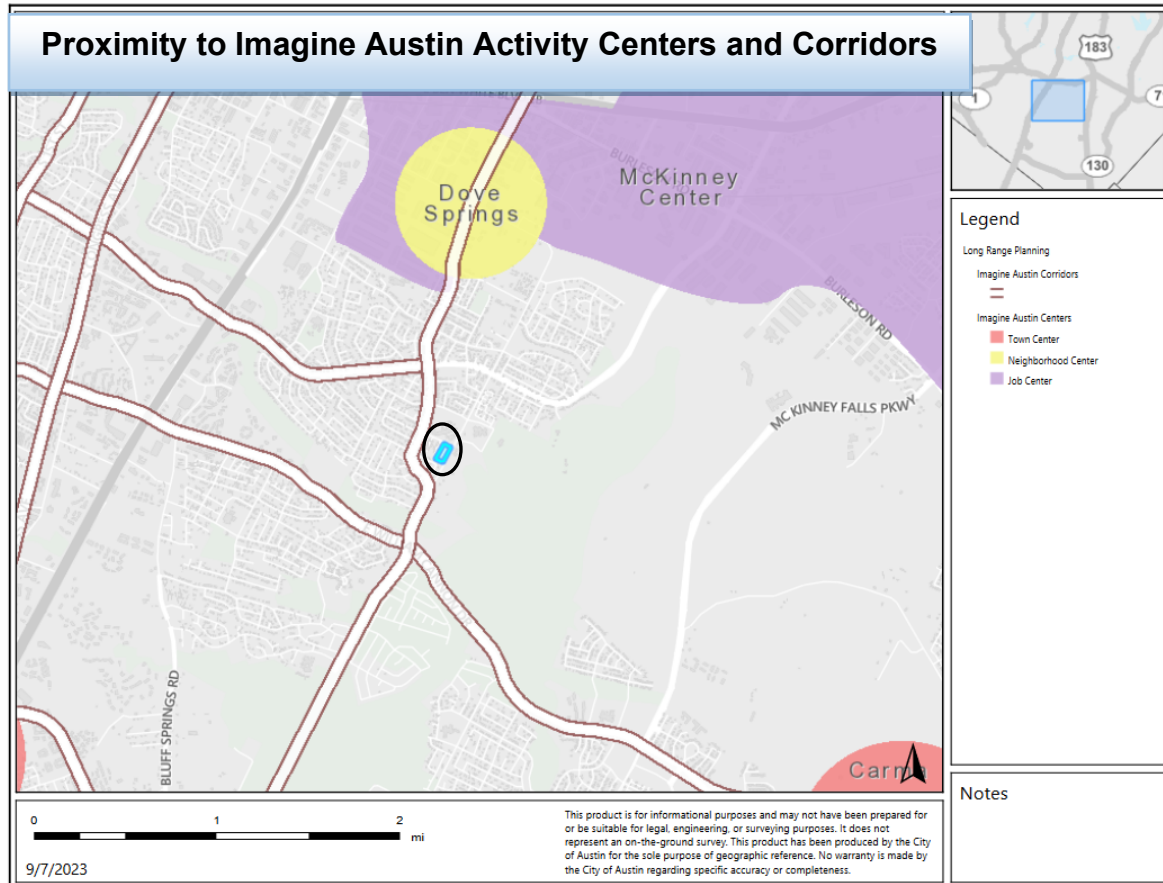 Proximity to Imagine Austin Activity Centers and Corridors
183
1
130
Dove
Springs
McKinney
Center
BURLESON RD
MC KINNEY FALLS PKWY
BLUFF SPRINGS RD
Carma
Legend
Long Range Planning
Imagine Austin Corridors
Imagine Austin Centers
Town Center
Neighborhood Center
Job Center
Notes
0 1 2
mi
9/7/2023
This product is for informational purposes and may not have been prepared for
or be suitable for legal, engineering, or surveying purposes. It does not
represent an on-the-ground survey. This product has been produced by the City
of Austin for the sole purpose of geographic reference. No warranty is made by
the City of Austin regarding specific accuracy or completeness.